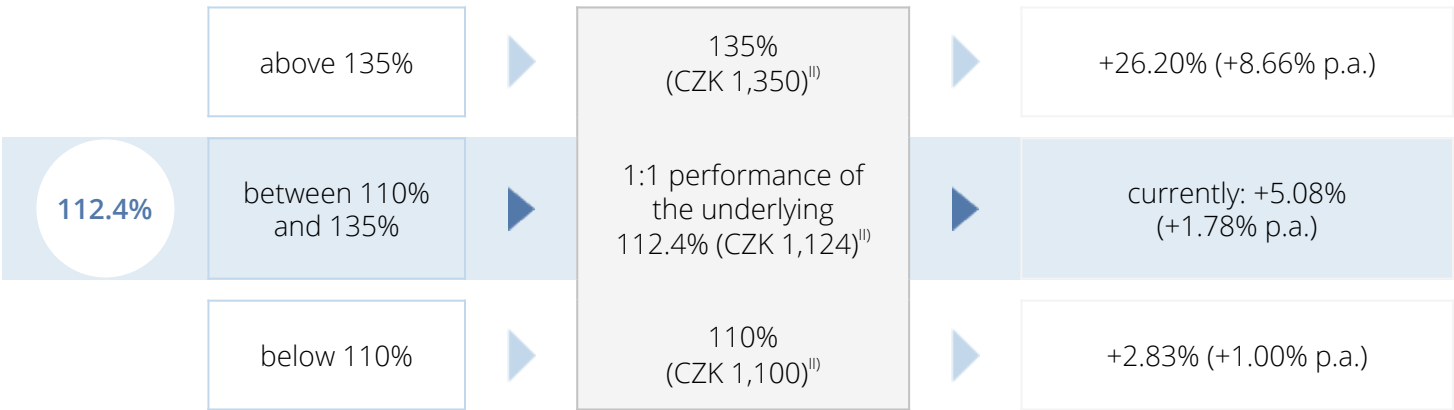 above 135%
135%
(CZK 1,350)II)
+26.20% (+8.66% p.a.)
112.4%
between 110%
and 135%
1:1 performance of
the underlying
112.4% (CZK 1,124)II)
currently: +5.08%
(+1.78% p.a.)
below 110%
110%
(CZK 1,100)II)
+2.83% (+1.00% p.a.)